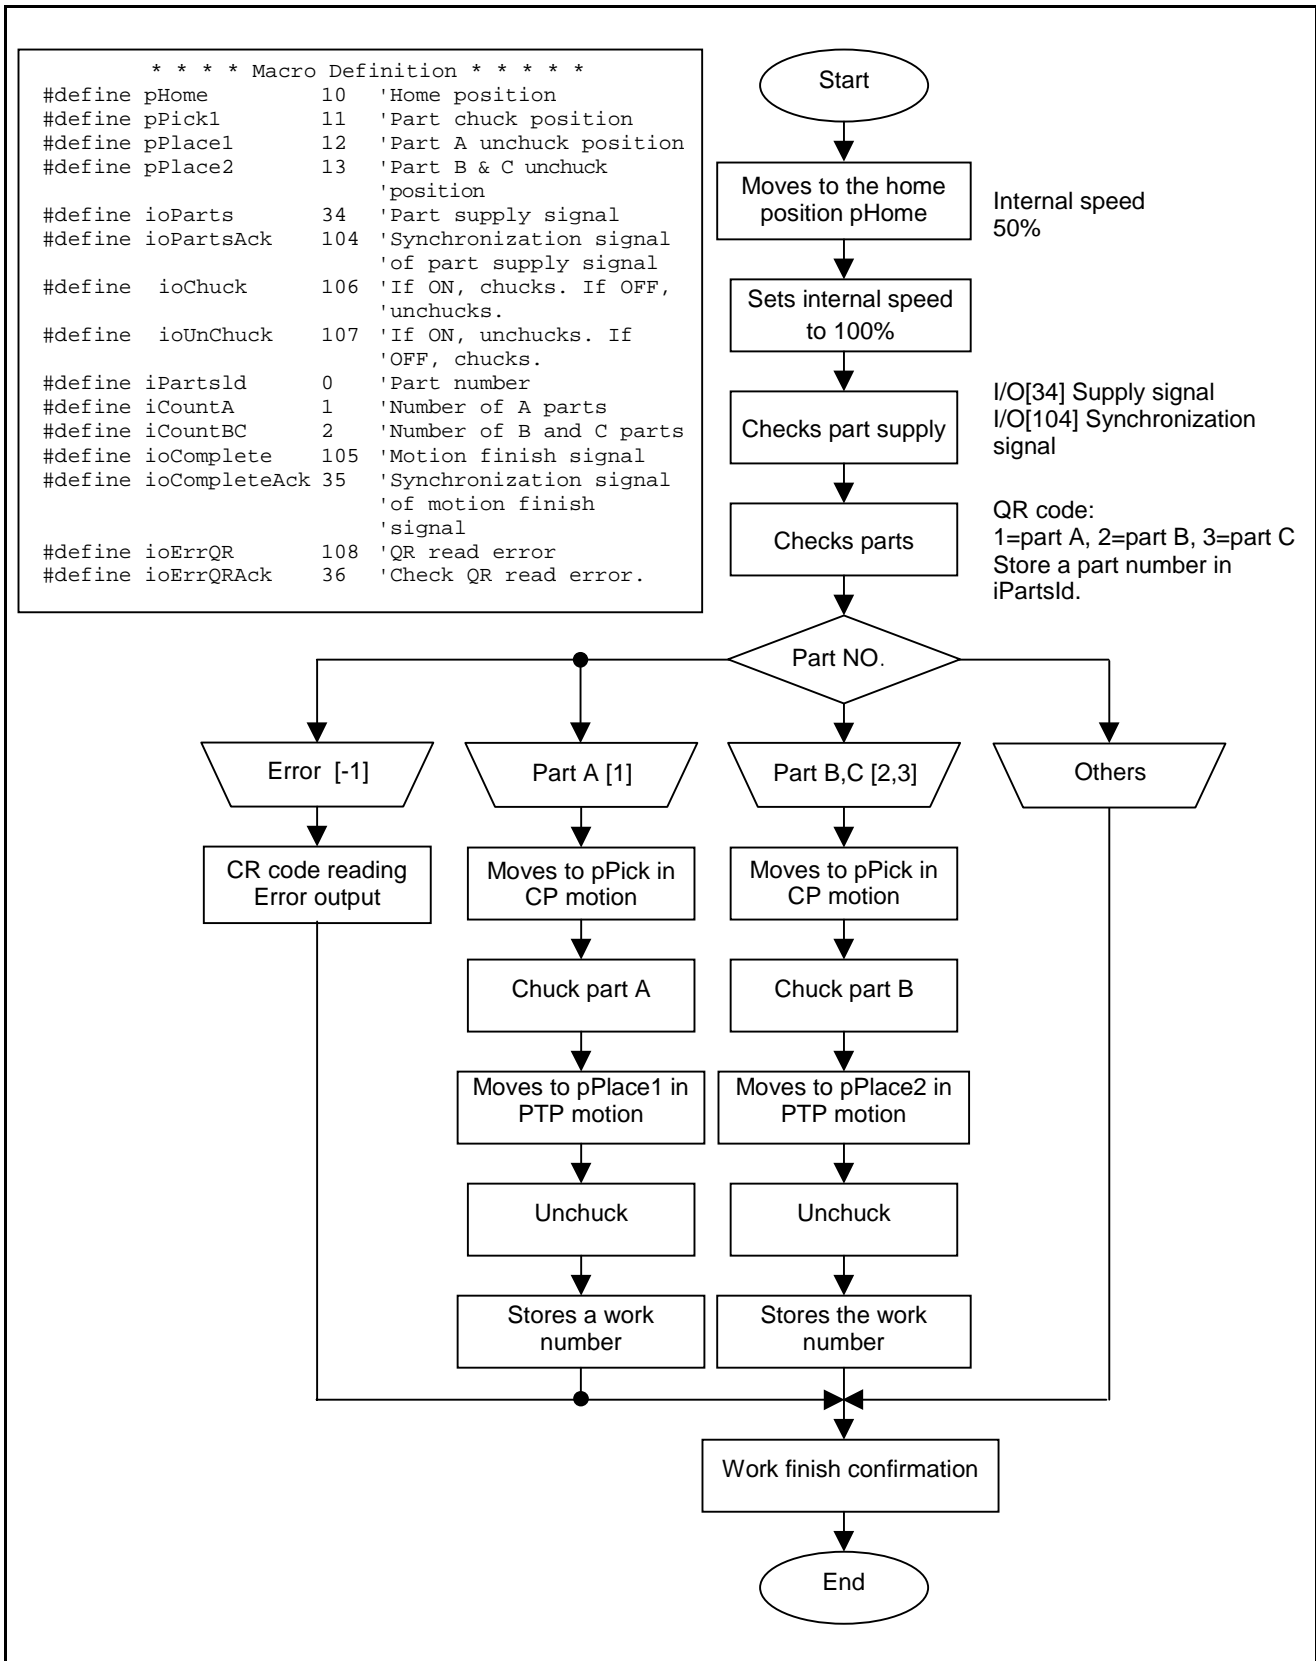 * * * * Macro Definition * * * * *
#define pHome 10 'Home position
#define pPick1 11 'Part chuck position
#define pPlace1 12 'Part A unchuck position
#define pPlace2 13 'Part B & C unchuck
'position
#define ioParts 34 'Part supply signal
#define ioPartsAck 104 'Synchronization signal
'of part supply signal
#define ioChuck 106 'If ON, chucks. If OFF,
'unchucks.
#define ioUnChuck 107 'If ON, unchucks. If
'OFF, chucks.
#define iPartsld 0 'Part number
#define iCountA 1 'Number of A parts
#define iCountBC 2 'Number of B and C parts
#define ioComplete 105 'Motion finish signal
#define ioCompleteAck 35 'Synchronization signal
'of motion finish
'signal
#define ioErrQR 108 'QR read error
#define ioErrQRAck 36 'Check QR read error.
Start
Moves to the home
position pHome
Internal speed
50%
Sets internal speed
to 100%
Checks part supply
I/O[34] Supply signal
I/O[104] Synchronization
signal
Checks parts
QR code:
1=part A, 2=part B, 3=part C
Store a part number in
iPartsId.
Part NO.
Error [-1]
Part A [1]
Part B,C [2,3]
Others
CR code reading
Error output
Moves to pPick in
CP motion
Moves to pPick in
CP motion
Chuck part A
Chuck part B
Moves to pPlace1 in
PTP motion
Moves to pPlace2 in
PTP motion
Unchuck
Unchuck
Stores a work
number
Stores the work
number
Work finish confirmation
End